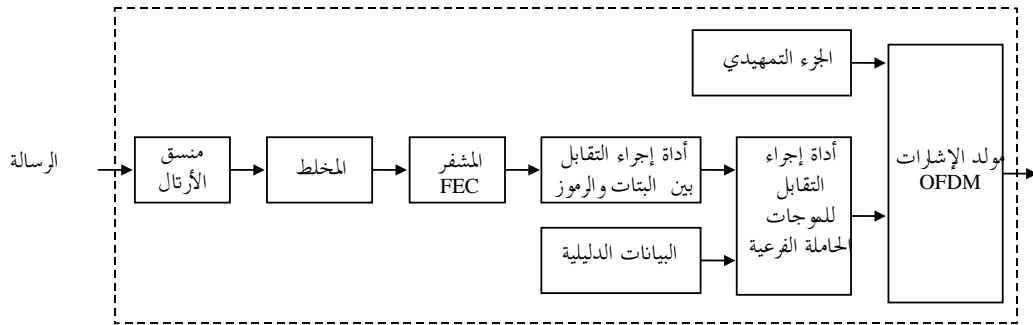 الجزء التمهيدي
الرسالة
منسق
الأرتال
المخلط
المشفر
FEC
أداة إجراء التقابل
بين البتات والرموز
أداة إجراء
التقابل
للموجات
الحاملة الفرعية
مولد الإشارات
OFDM
البيانات الدليلية